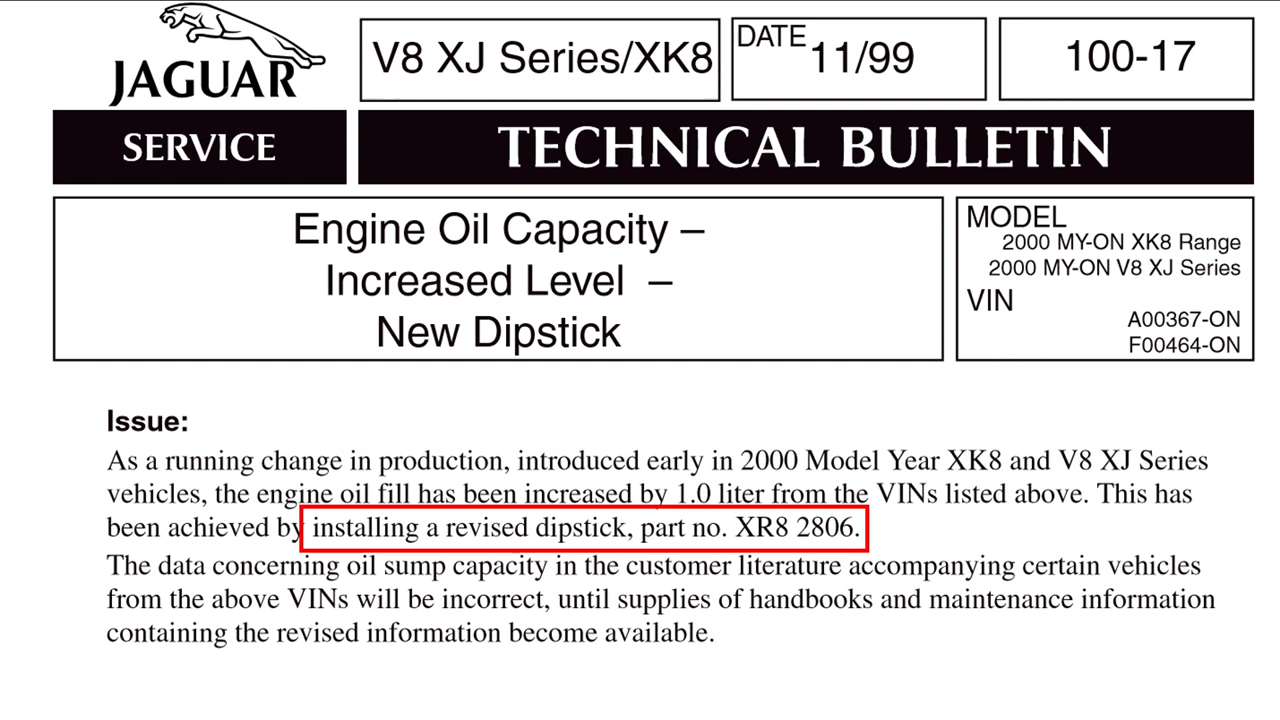 JAGUAR
V8 XJ Series/XK8
DATE 11/99
100-17
SERVICE
TECHNICAL BULLETIN
Engine Oil Capacity –
Increased Level –
New Dipstick
MODEL
2000 MY-ON XK8 Range
2000 MY-ON V8 XJ Series
VIN
A00367-ON
F00464-ON
Issue:
As a running change in production, introduced early in 2000 Model Year XK8 and V8 XJ Series
vehicles, the engine oil fill has been increased by 1.0 liter from the VINs listed above. This has
been achieved by installing a revised dipstick, part no. XR8 2806.
The data concerning oil sump capacity in the customer literature accompanying certain vehicles
from the above VINs will be incorrect, until supplies of handbooks and maintenance information
containing the revised information become available.